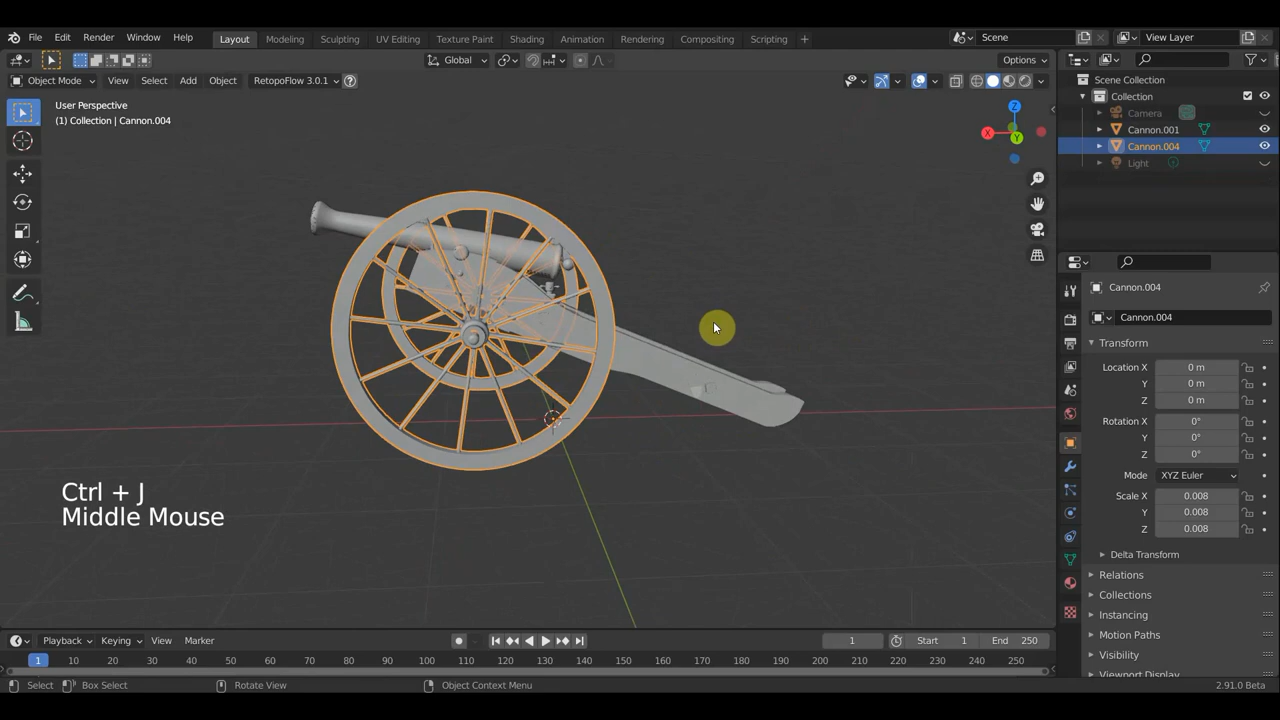 File Edit Render Window Help Layout Modeling Sculpting UV Editing Texture Paint Shading Animation Rendering Compositing Scripting + Scene View Layer
Global Options
Object Mode View Select Add Object RetopoFlow 3.0.1
User Perspective
(1) Collection | Cannon.004
X
Y
Z
Ctrl + J
Middle Mouse
Scene Collection
Collection
Camera
Cannon.001
Cannon.004
Light
Cannon.004
Cannon.004
Transform
Location X 0 m
Y 0 m
Z 0 m
Rotation X 0°
Y 0°
Z 0°
Mode XYZ Euler
Scale X 0.008
Y 0.008
Z 0.008
Delta Transform
Relations
Collections
Instancing
Motion Paths
Visibility
Viewport Display
Playback Keying View Marker 1 Start 1 End 250
1 10 20 30 40 50 60 70 80 90 100 110 120 130 140 150 160 170 180 190 200 210 220 230 240 250
Select Box Select Rotate View Object Context Menu 2.91.0 Beta